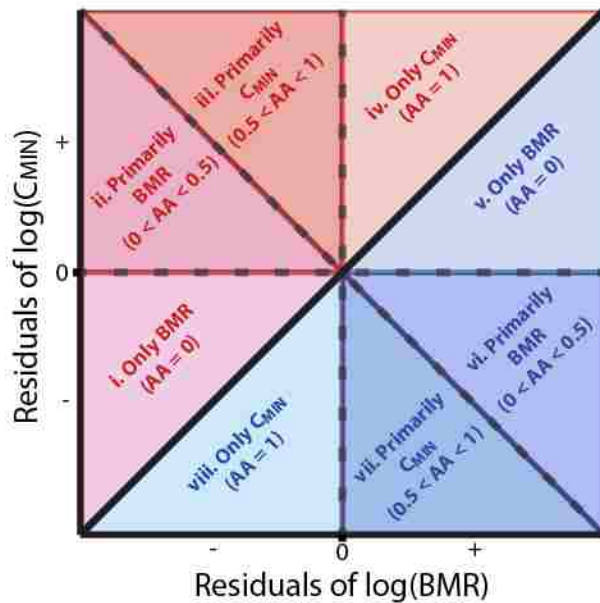 Residuals of log(CMIN)
+
0
-
iii. Primarily
CMIN
(0.5 < AA < 1)
iv. Only CMIN
(AA = 1)
ii. Primarily
BMR
(0 < AA < 0.5)
v. Only BMR
(AA = 0)
i. Only BMR
(AA = 0)
vi. Primarily
BMR
(0 < AA < 0.5)
viii. Only CMIN
(AA = 1)
vii. Primarily
CMIN
(0.5 < AA < 1)
- 0 +
Residuals of log(BMR)